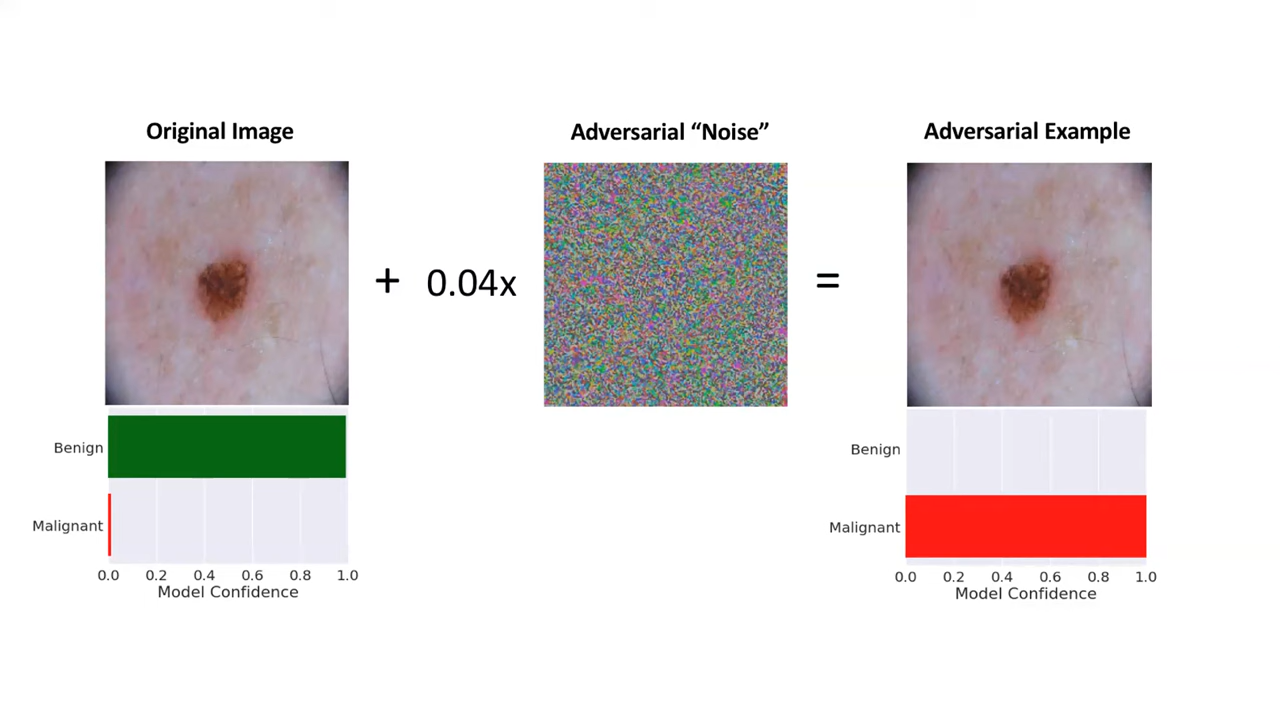 Original Image
Adversarial “Noise”
Adversarial Example
+
0.04x
=
Benign
Malignant
0.0 0.2 0.4 0.6 0.8 1.0
Model Confidence
Benign
Malignant
0.0 0.2 0.4 0.6 0.8 1.0
Model Confidence